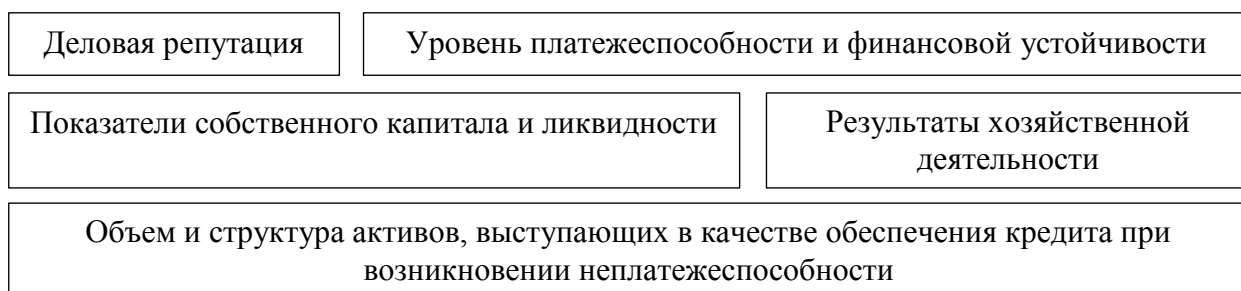 Деловая репутация
Уровень платежеспособности и финансовой устойчивости
Показатели собственного капитала и ликвидности
Результаты хозяйственной
деятельности
Объем и структура активов, выступающих в качестве обеспечения кредита при
возникновении неплатежеспособности